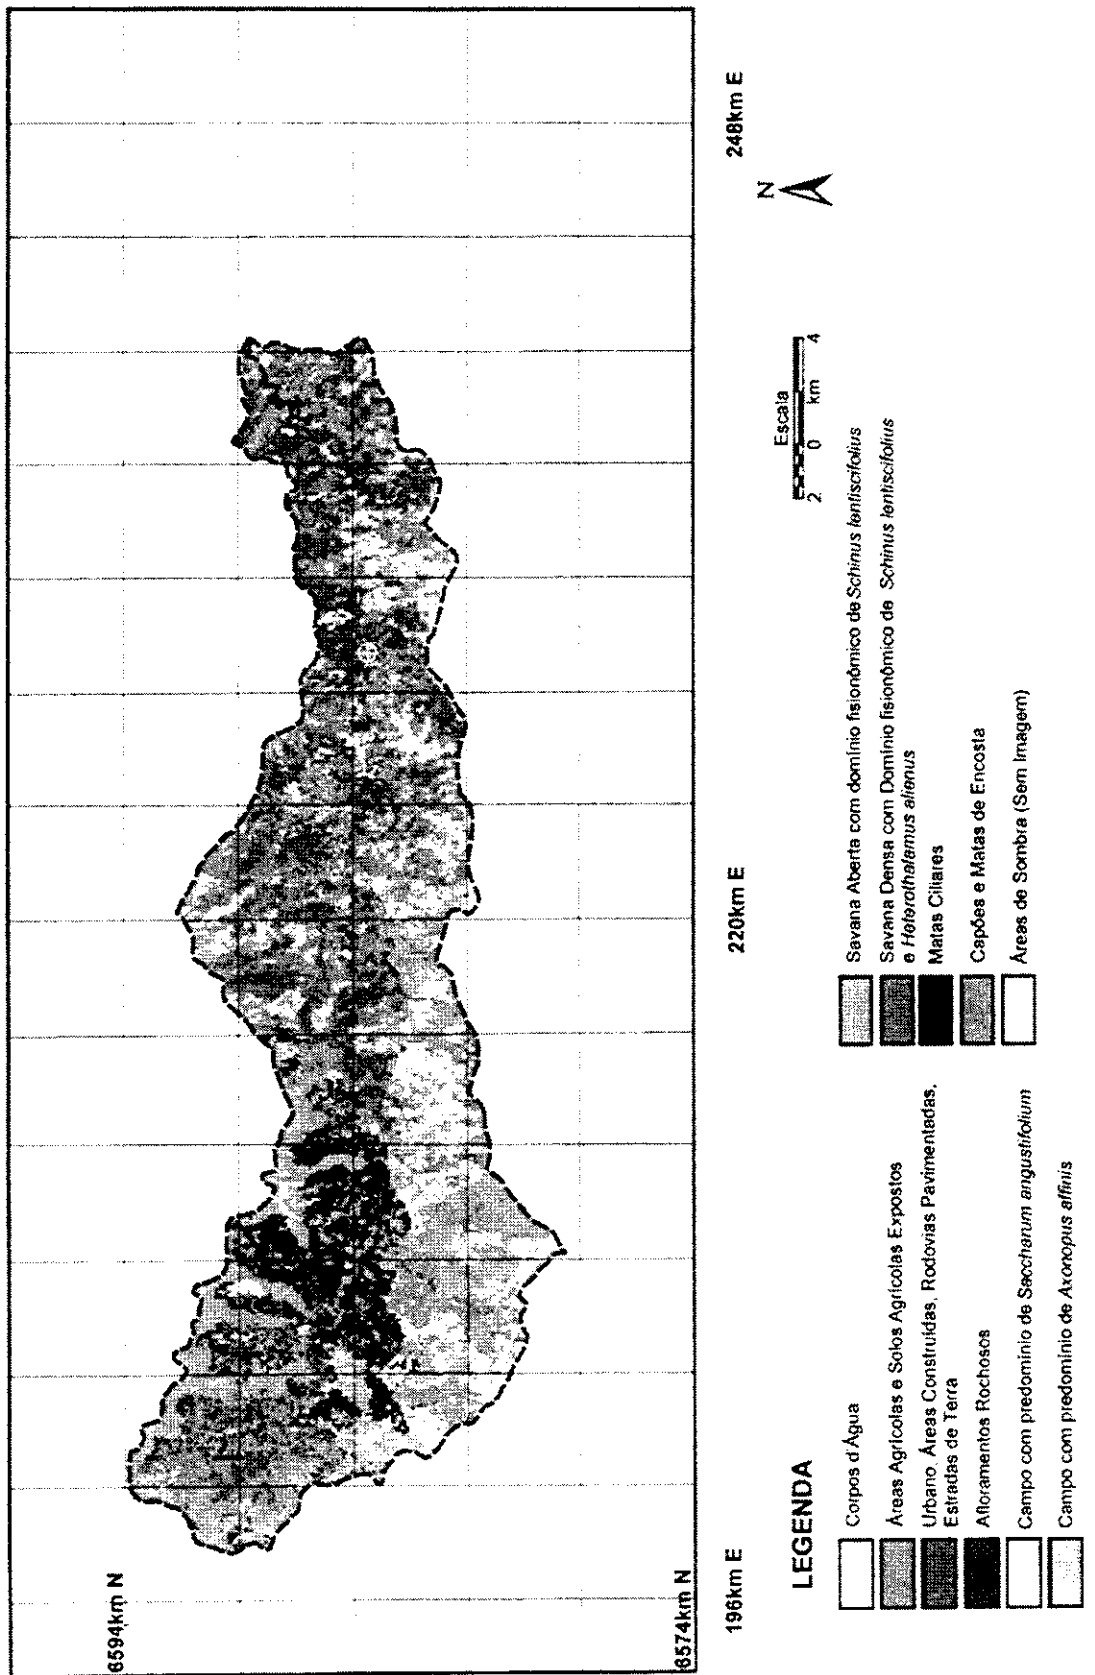 6594km N
6574km N
196km E
220km E
248km E
N
Escala
2 0 km 4
LEGENDA
Corpos d'Água
Áreas Agrícolas e Solos Agrícolas Expostos
Urbano, Áreas Construídas, Rodovias Pavimentadas,
Estradas de Terra
Afloramentos Rochosos
Campo com predomínio de Saccharum angustifolium
Campo com predomínio de Axonopus affinis
Savana Aberta com domínio fisionômico de Schinus lentiscifolius
Savana Densa com Domínio fisionômico de Schinus lentiscifolius
e Heterothalamus alienus
Matas Ciliares
Capões e Matas de Encosta
Áreas de Sombra (Sem Imagem)